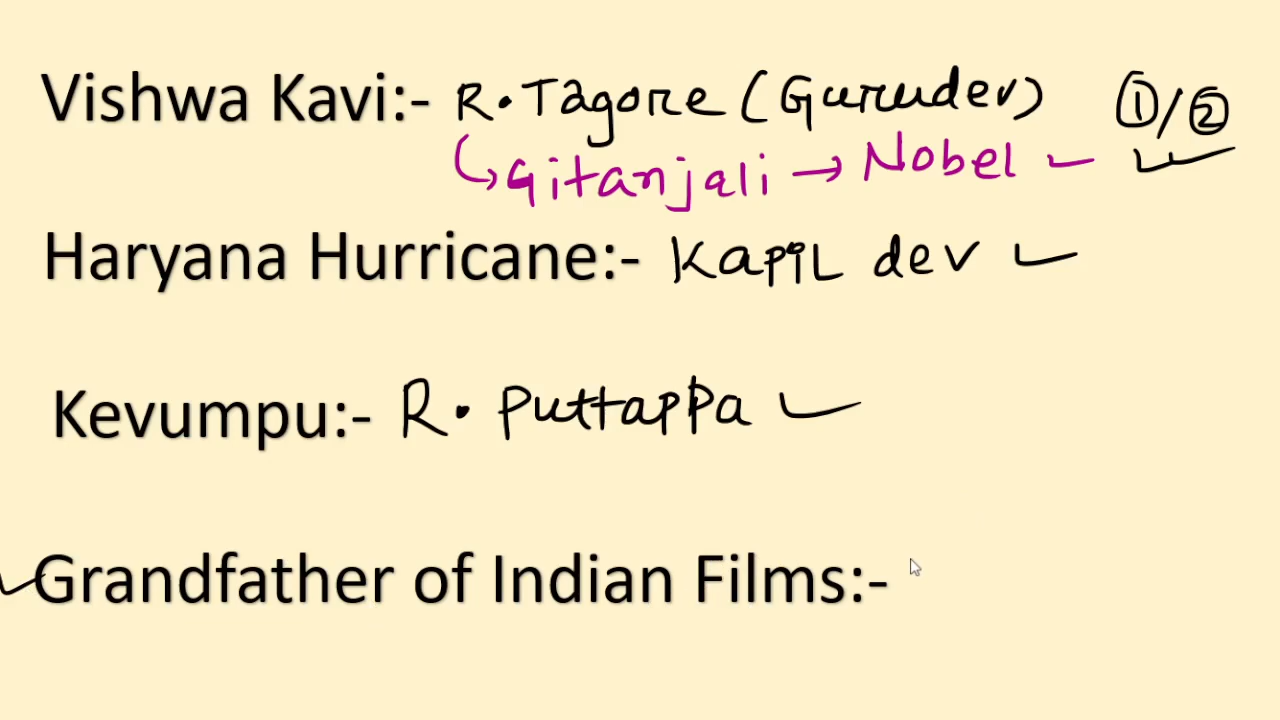 Vishwa Kavi:- R. Tagore (Gurudev) ①/②
Gitanjali → Nobel
Haryana Hurricane:- Kapil dev
Kevumpu:- R. Puttappa
Grandfather of Indian Films:-